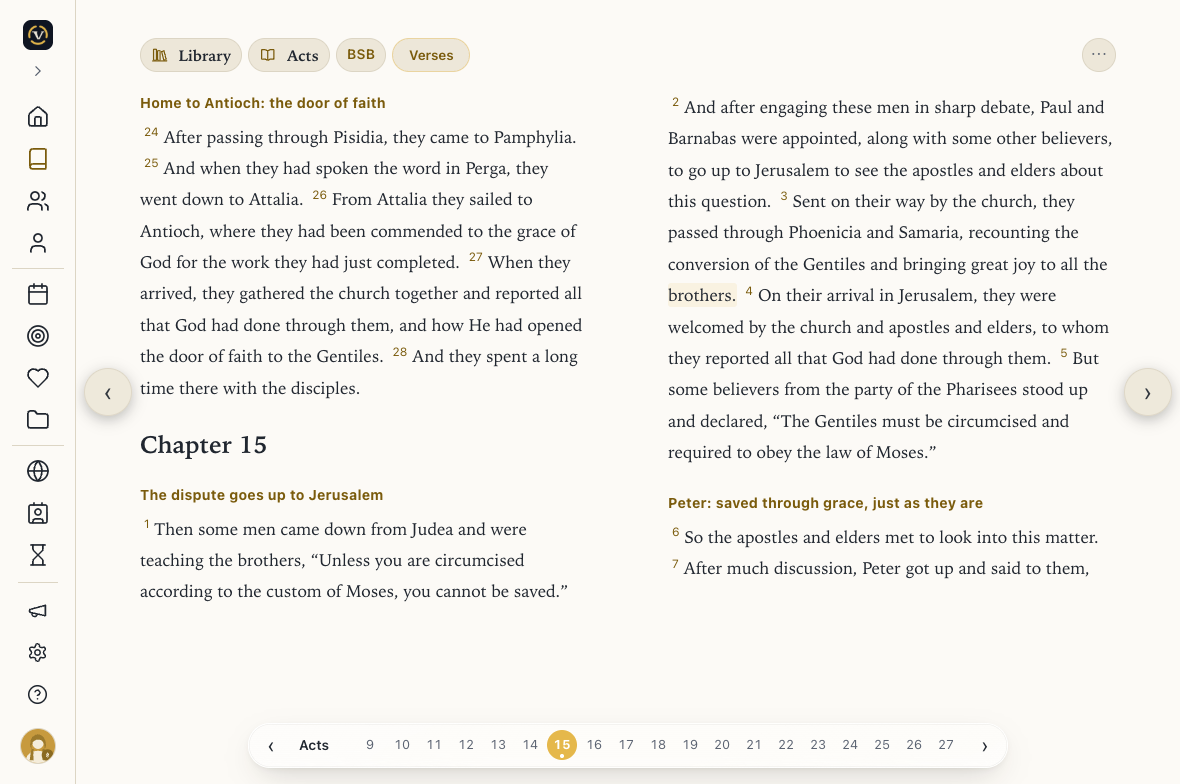 Library
Acts
BSB
Verses
...
Home to Antioch: the door of faith
24 After passing through Pisidia, they came to Pamphylia.
25 And when they had spoken the word in Perga, they
went down to Attalia. 26 From Attalia they sailed to
Antioch, where they had been commended to the grace of
God for the work they had just completed. 27 When they
arrived, they gathered the church together and reported all
that God had done through them, and how He had opened
the door of faith to the Gentiles. 28 And they spent a long
time there with the disciples.
Chapter 15
The dispute goes up to Jerusalem
1 Then some men came down from Judea and were
teaching the brothers, “Unless you are circumcised
according to the custom of Moses, you cannot be saved.”
2 And after engaging these men in sharp debate, Paul and
Barnabas were appointed, along with some other believers,
to go up to Jerusalem to see the apostles and elders about
this question. 3 Sent on their way by the church, they
passed through Phoenicia and Samaria, recounting the
conversion of the Gentiles and bringing great joy to all the
brothers. 4 On their arrival in Jerusalem, they were
welcomed by the church and apostles and elders, to whom
they reported all that God had done through them. 5 But
some believers from the party of the Pharisees stood up
and declared, “The Gentiles must be circumcised and
required to obey the law of Moses.”
Peter: saved through grace, just as they are
6 So the apostles and elders met to look into this matter.
7 After much discussion, Peter got up and said to them,
‹ Acts 9 10 11 12 13 14 15 16 17 18 19 20 21 22 23 24 25 26 27 ›